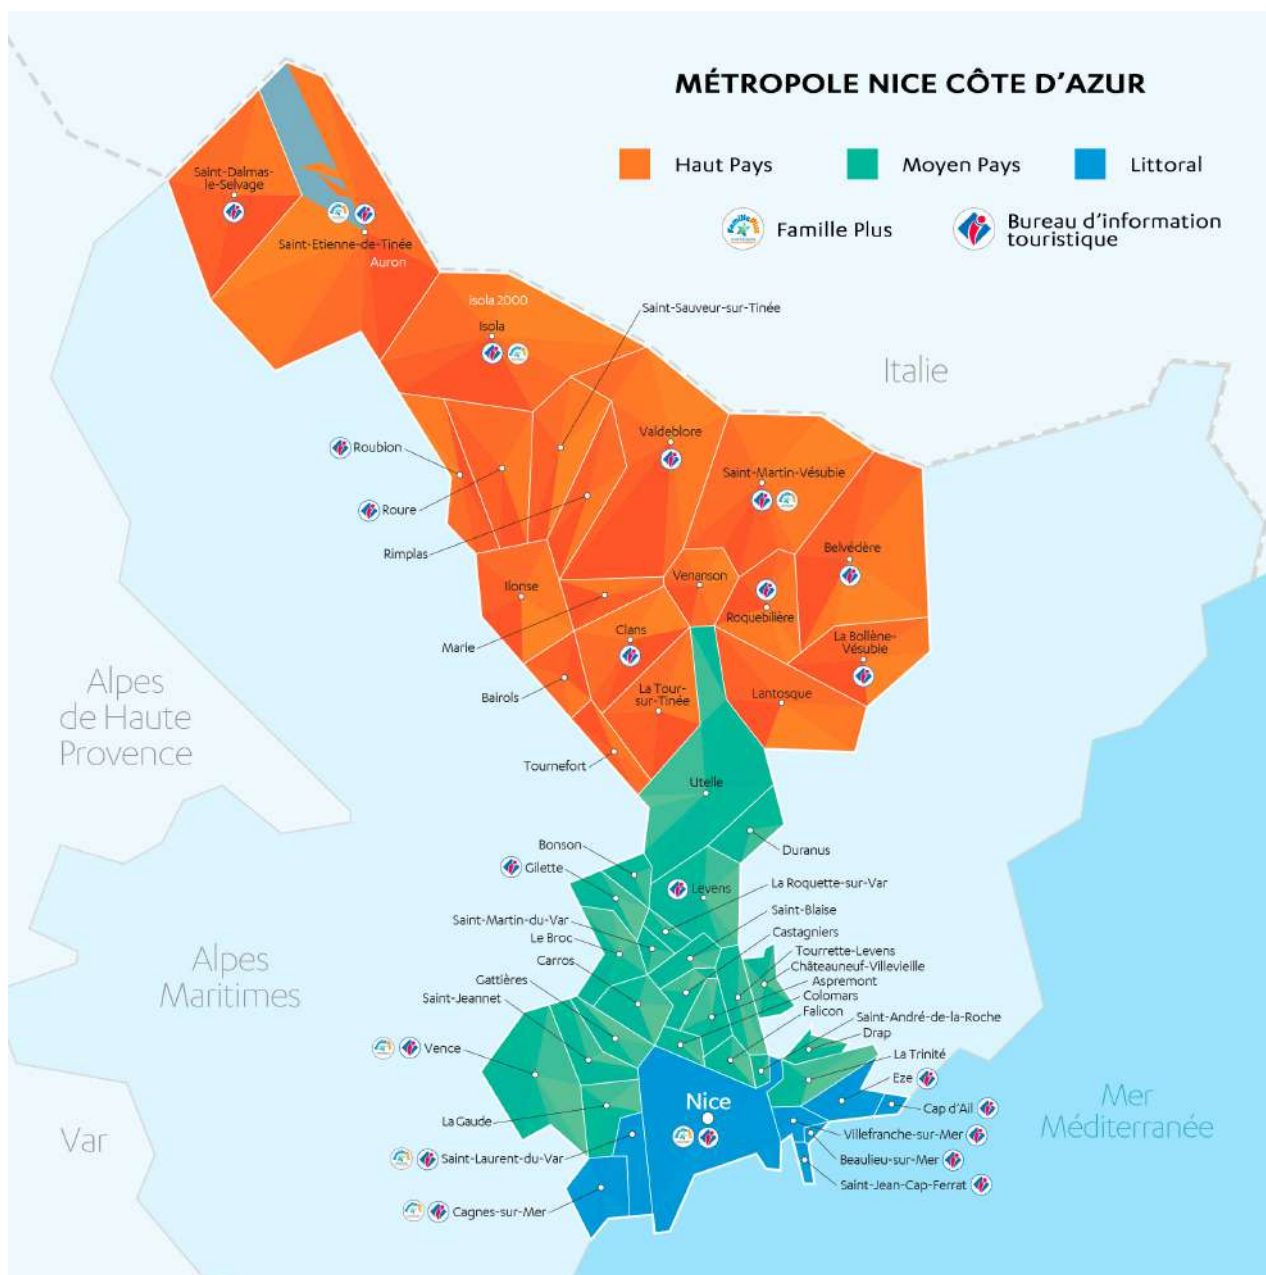 MÉTROPOLE NICE CÔTE D'AZUR
Haut Pays
Moyen Pays
Littoral
Famille Plus
Bureau d'information
touristique
Saint-Dalmas-
le-Selvage
Saint-Etienne-de-Tinée
Auron
Isola 2000
Isola
Saint-Sauveur-sur-Tinée
Italie
Roubion
Valdeblore
Saint-Martin-Vésubie
Roure
Rimplas
Belvédère
Ilonse
Venanson
Roquebilière
Marie
Clans
La Bollène-
Vésubie
Bairols
La Tour-
sur-Tinée
Lantosque
Alpes
de Haute
Provence
Tournefort
Utelle
Bonson
Duranus
Gilette
Levens
La Roquette-sur-Var
Saint-Martin-du-Var
Saint-Blaise
Le Broc
Castagniers
Carros
Tourrette-Levens
Châteauneuf-Villevieille
Gattières
Aspremont
Saint-Jeannet
Colomars
Falicon
Alpes
Maritimes
Saint-André-de-la-Roche
Drap
Vence
La Trinité
Eze
Nice
Cap d'Ail
La Gaude
Villefranche-sur-Mer
Mer
Méditerranée
Var
Saint-Laurent-du-Var
Beaulieu-sur-Mer
Saint-Jean-Cap-Ferrat
Cagnes-sur-Mer